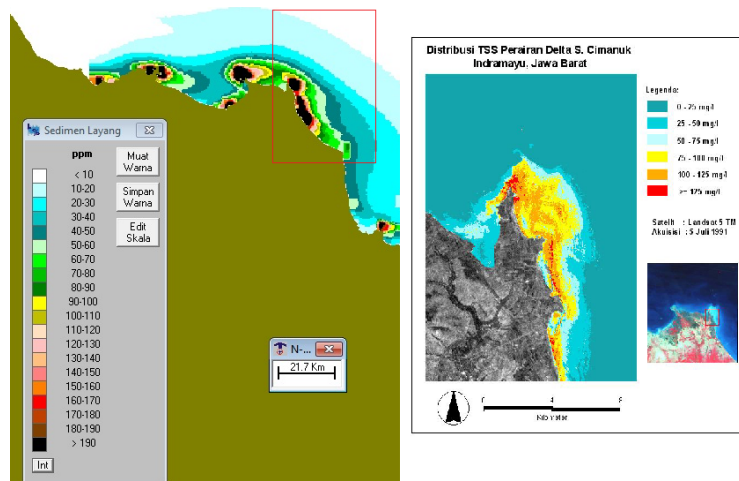 Sedimen Layang
ppm
< 10
10-20
20-30
30-40
40-50
50-60
60-70
70-80
80-90
90-100
100-110
110-120
120-130
130-140
140-150
150-160
160-170
170-180
180-190
> 190
Muat
Warna
Simpan
Warna
Edit
Skala
Int
N-...
21.7 Km
Distribusi TSS Perairan Delta S. Cimanuk
Indramayu, Jawa Barat
Legenda:
0 - 25 mg/l
25 - 50 mg/l
50 - 75 mg/l
75 - 100 mg/l
100 - 125 mg/l
>= 125 mg/l
Satelit : Landsat 5 TM
Akuisisi : 5 Juli 1991
0 4 8
Kilometer